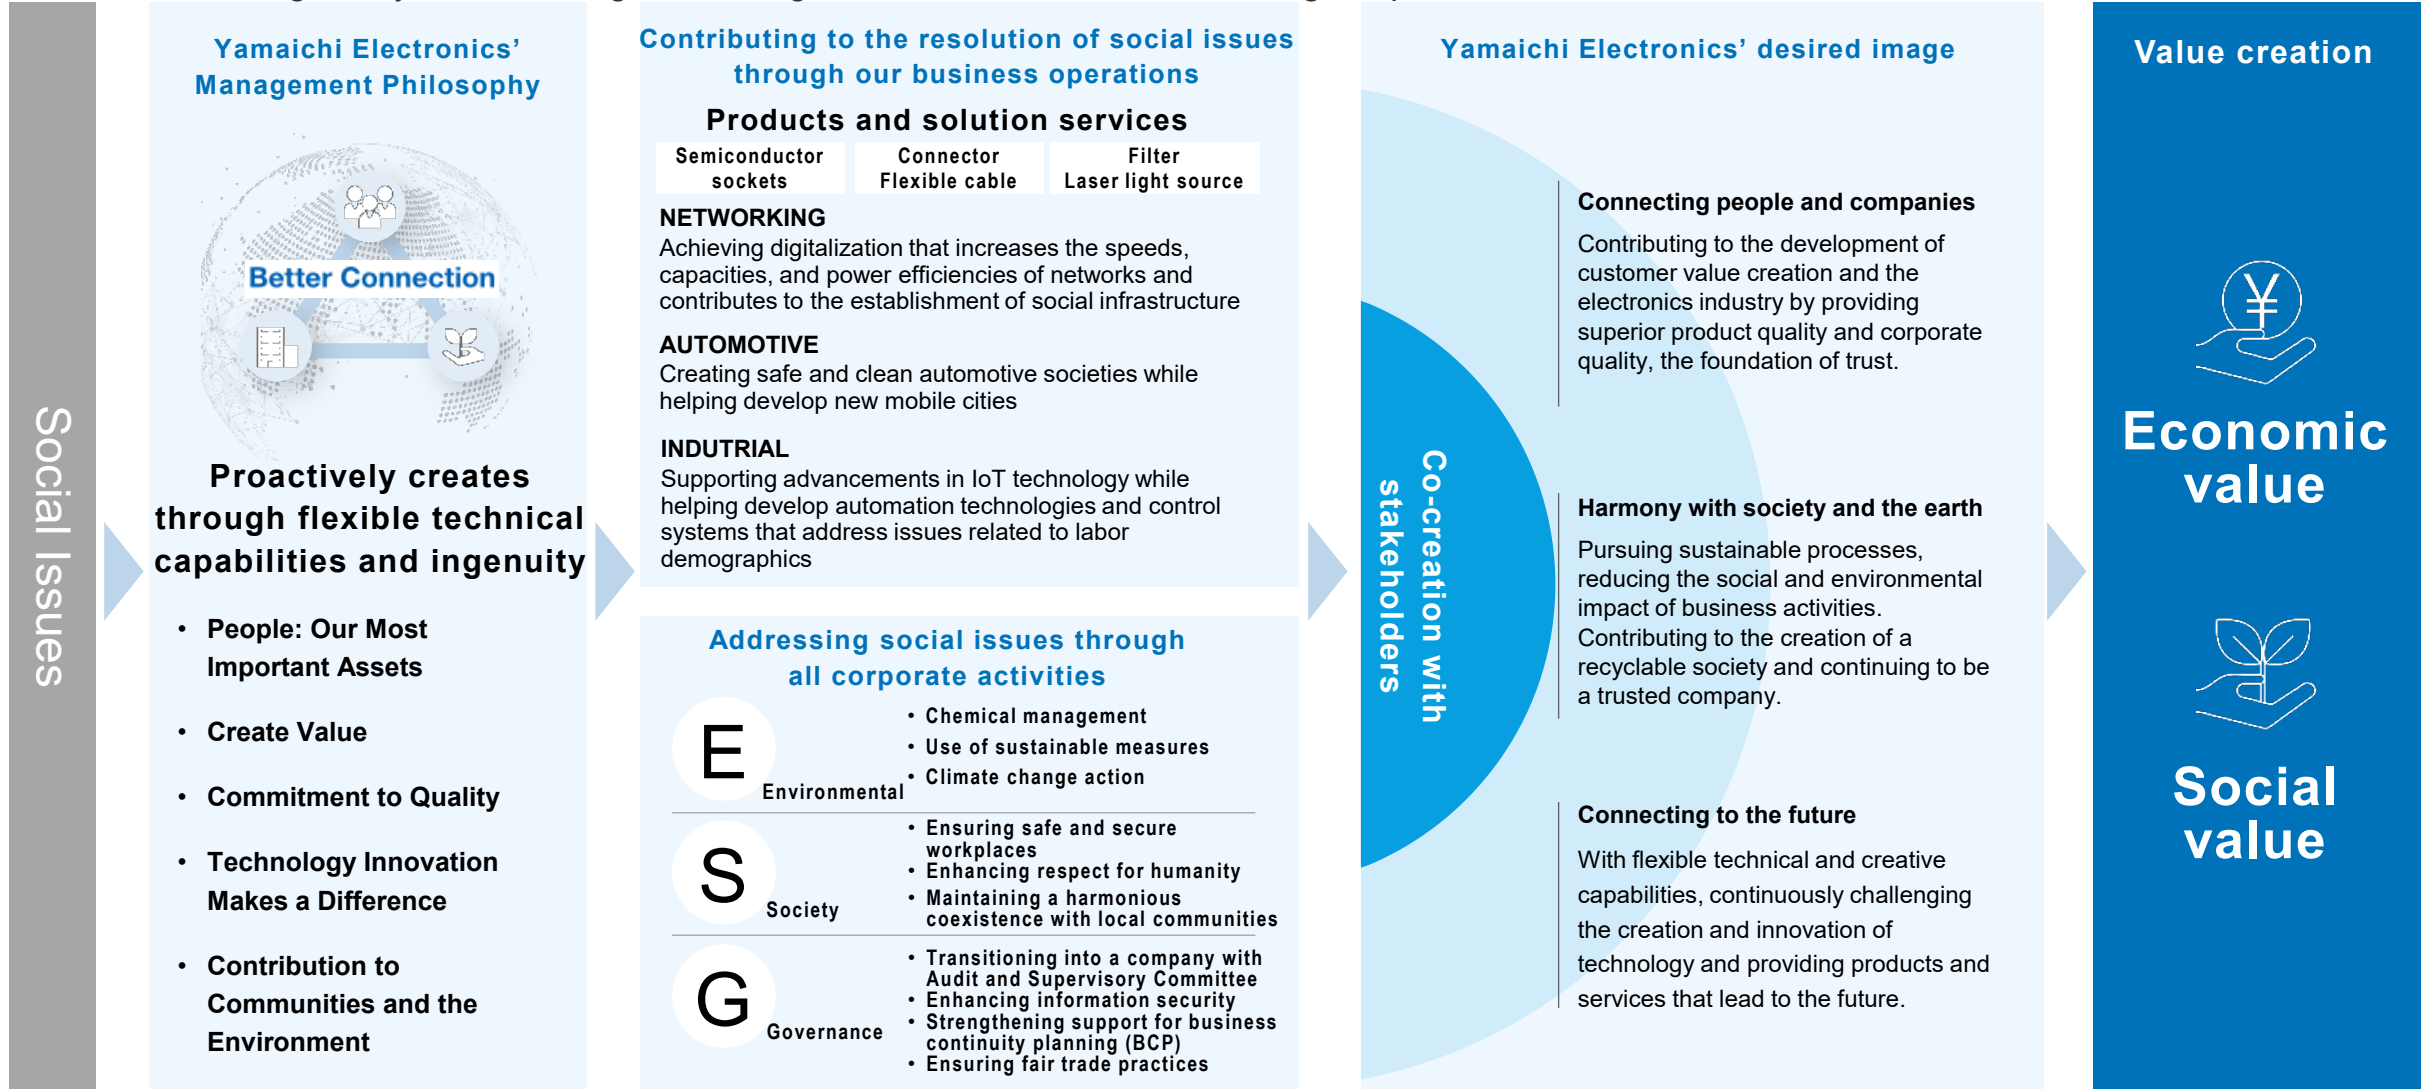 Social Issues
Yamaichi Electronics’
Management Philosophy
Better Connection
Proactively creates
through flexible technical
capabilities and ingenuity
• People: Our Most
Important Assets
• Create Value
• Commitment to Quality
• Technology Innovation
Makes a Difference
• Contribution to
Communities and the
Environment
Contributing to the resolution of social issues
through our business operations
Products and solution services
Semiconductor
sockets
Connector
Flexible cable
Filter
Laser light source
NETWORKING
Achieving digitalization that increases the speeds,
capacities, and power efficiencies of networks and
contributes to the establishment of social infrastructure
AUTOMOTIVE
Creating safe and clean automotive societies while
helping develop new mobile cities
INDUTRIAL
Supporting advancements in IoT technology while
helping develop automation technologies and control
systems that address issues related to labor
demographics
Addressing social issues through
all corporate activities
E
Environmental
• Chemical management
• Use of sustainable measures
• Climate change action
S
Society
• Ensuring safe and secure
workplaces
• Enhancing respect for humanity
• Maintaining a harmonious
coexistence with local communities
G
Governance
• Transitioning into a company with
Audit and Supervisory Committee
• Enhancing information security
• Strengthening support for business
continuity planning (BCP)
• Ensuring fair trade practices
Yamaichi Electronics’ desired image
Co-creation with
stakeholders
Connecting people and companies
Contributing to the development of
customer value creation and the
electronics industry by providing
superior product quality and corporate
quality, the foundation of trust.
Harmony with society and the earth
Pursuing sustainable processes,
reducing the social and environmental
impact of business activities.
Contributing to the creation of a
recyclable society and continuing to be
a trusted company.
Connecting to the future
With flexible technical and creative
capabilities, continuously challenging
the creation and innovation of
technology and providing products and
services that lead to the future.
Value creation
¥
Economic
value
Social
value